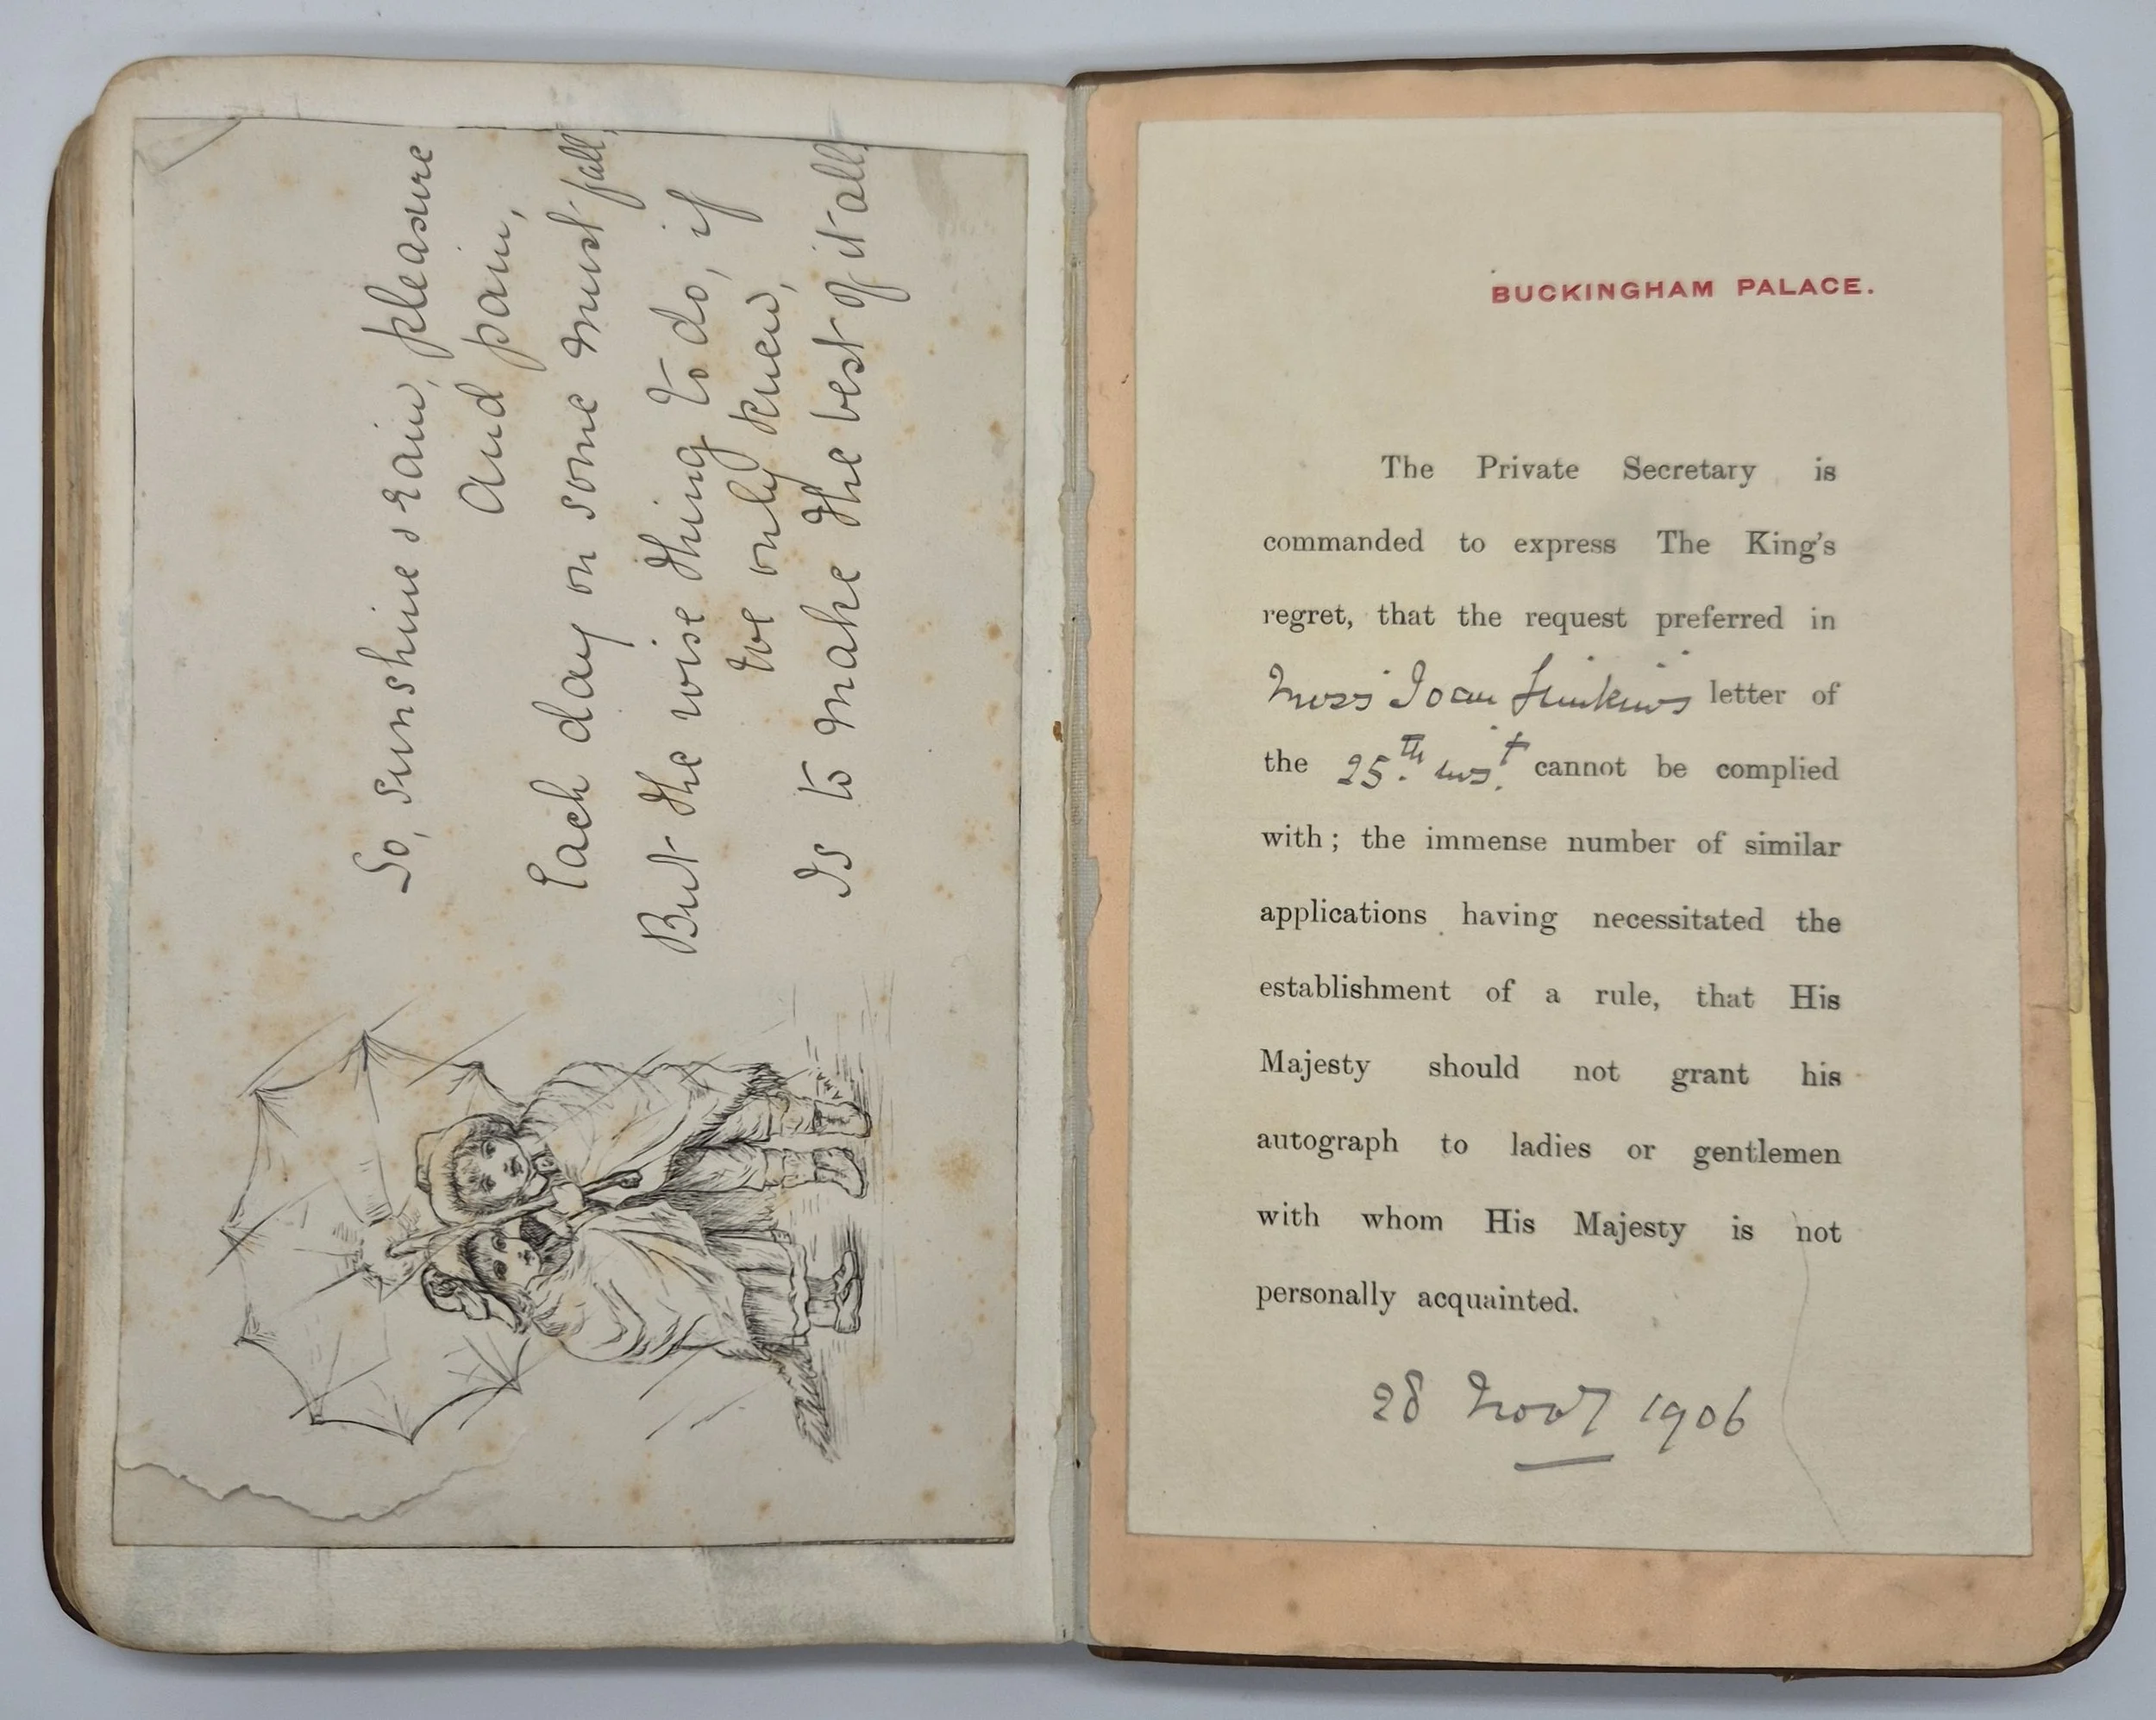 So, sunshine & rain, pleasure
and pain,
Each day on some must fall,
But the wise thing to do, if
we only knew,
Is to make the best of it all.
BUCKINGHAM PALACE.
The Private Secretary is
commanded to express The King's
regret, that the request preferred in
Miss Joan letter of
the 25th. inst. cannot be complied
with; the immense number of similar
applications having necessitated the
establishment of a rule, that His
Majesty should not grant his
autograph to ladies or gentlemen
with whom His Majesty is not
personally acquainted.
28 Novr 1906